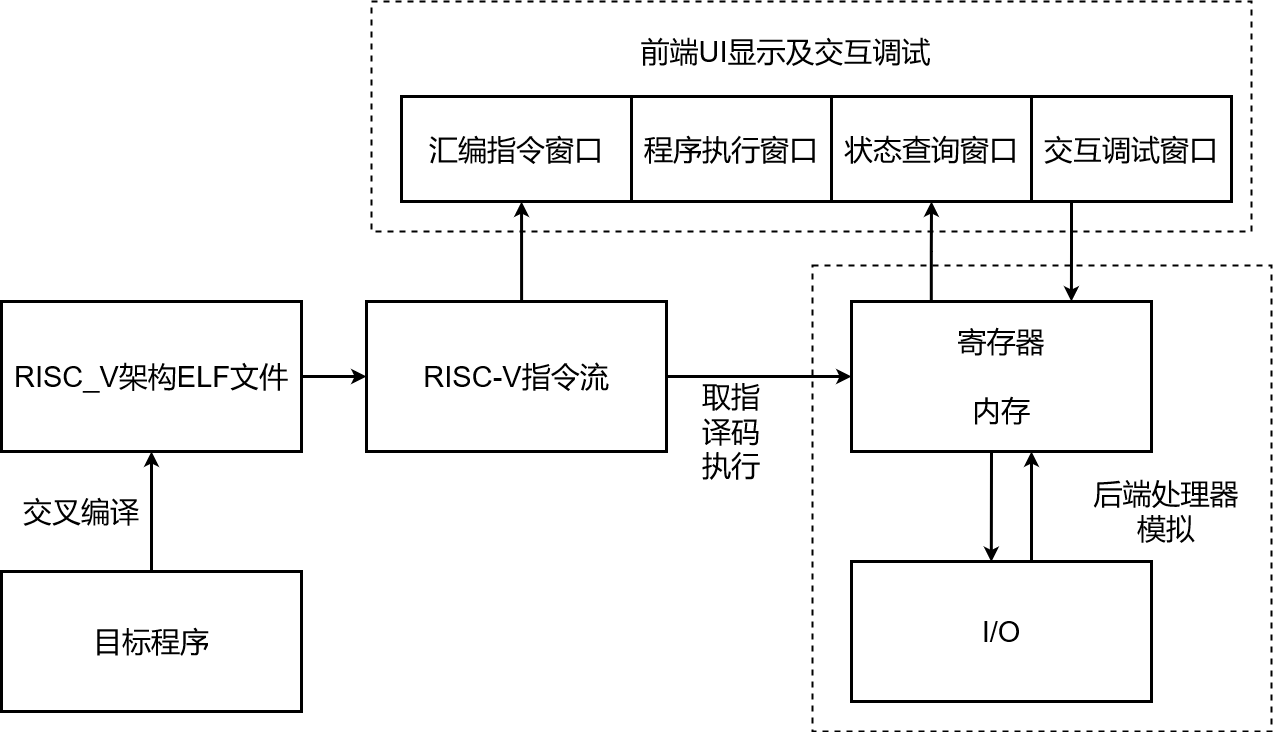 前端UI显示及交互调试
汇编指令窗口
程序执行窗口
状态查询窗口
交互调试窗口
RISC_V架构ELF文件
RISC-V指令流
取指
译码
执行
寄存器
内存
交叉编译
后端处理器
模拟
目标程序
I/O